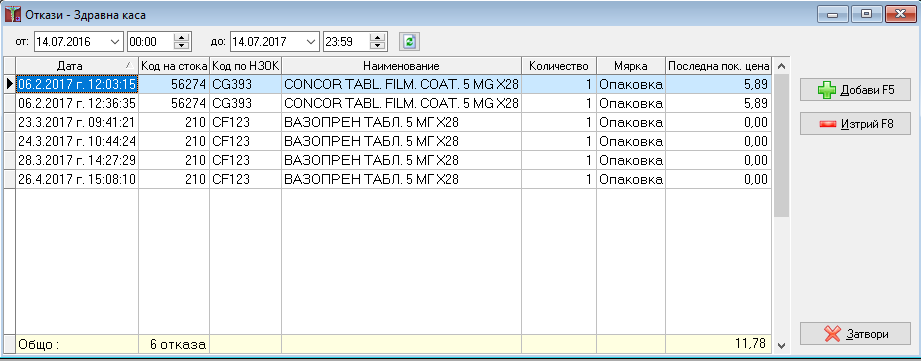 Откази - Здравна каса
от: 14.07.2016 00:00 до: 14.07.2017 23:59
Дата Код на стока Код по НЗОК Наименование Количество Мярка Последна пок. цена
06.2.2017 г. 12:03:15 56274 CG393 CONCOR TABL. FILM. COAT. 5 MG X28 1 Опаковка 5,89
06.2.2017 г. 12:36:35 56274 CG393 CONCOR TABL. FILM. COAT. 5 MG X28 1 Опаковка 5,89
23.3.2017 г. 09:41:21 210 CF123 ВАЗОПРЕН ТАБЛ. 5 МГ X28 1 Опаковка 0,00
24.3.2017 г. 10:44:24 210 CF123 ВАЗОПРЕН ТАБЛ. 5 МГ X28 1 Опаковка 0,00
28.3.2017 г. 14:27:29 210 CF123 ВАЗОПРЕН ТАБЛ. 5 МГ X28 1 Опаковка 0,00
26.4.2017 г. 15:08:10 210 CF123 ВАЗОПРЕН ТАБЛ. 5 МГ X28 1 Опаковка 0,00
Общо : 6 отказа 11,78
Добави F5
Изтрий F8
Затвори